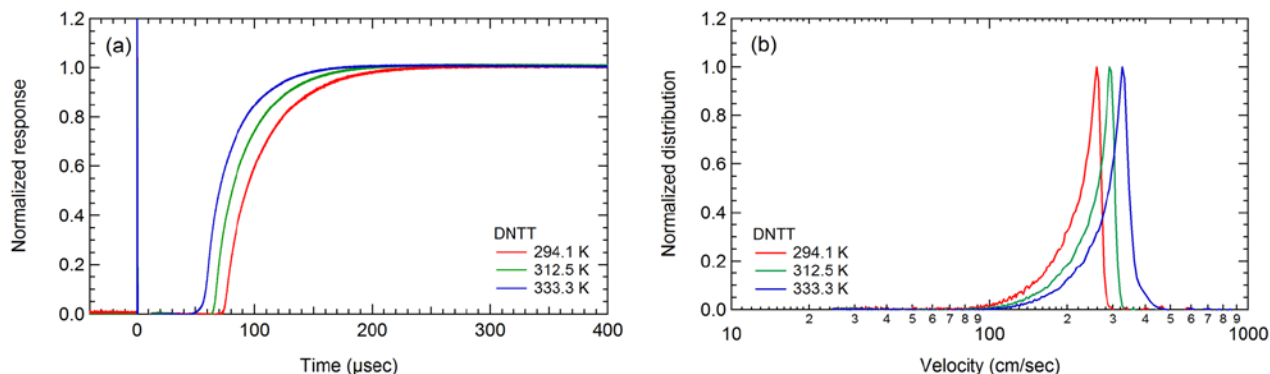 (a)
Normalized response
1.2
1.0
0.8
0.6
0.4
0.2
0.0
DNTT
294.1 K
312.5 K
333.3 K
0 100 200 300 400
Time (µsec)
(b)
Normalized distribution
1.2
1.0
0.8
0.6
0.4
0.2
0.0
DNTT
294.1 K
312.5 K
333.3 K
10 2 3 4 5 6 7 8 9 100 2 3 4 5 6 7 8 9 1000
Velocity (cm/sec)